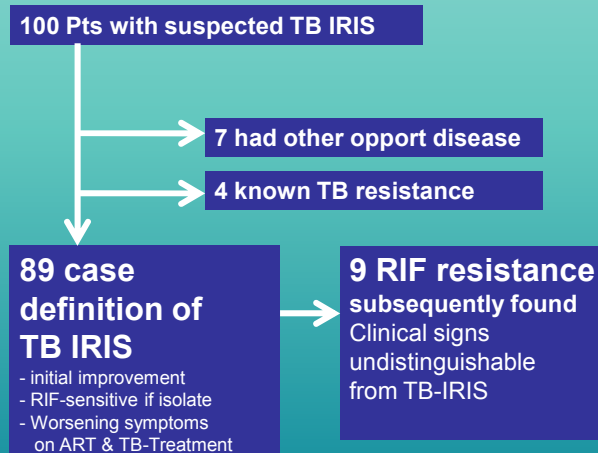 100 Pts with suspected TB IRIS
7 had other opport disease
4 known TB resistance
89 case
definition of
TB IRIS
- initial improvement
- RIF-sensitive if isolate
- Worsening symptoms
on ART & TB-Treatment
9 RIF resistance
subsequently found
Clinical signs
undistinguishable
from TB-IRIS